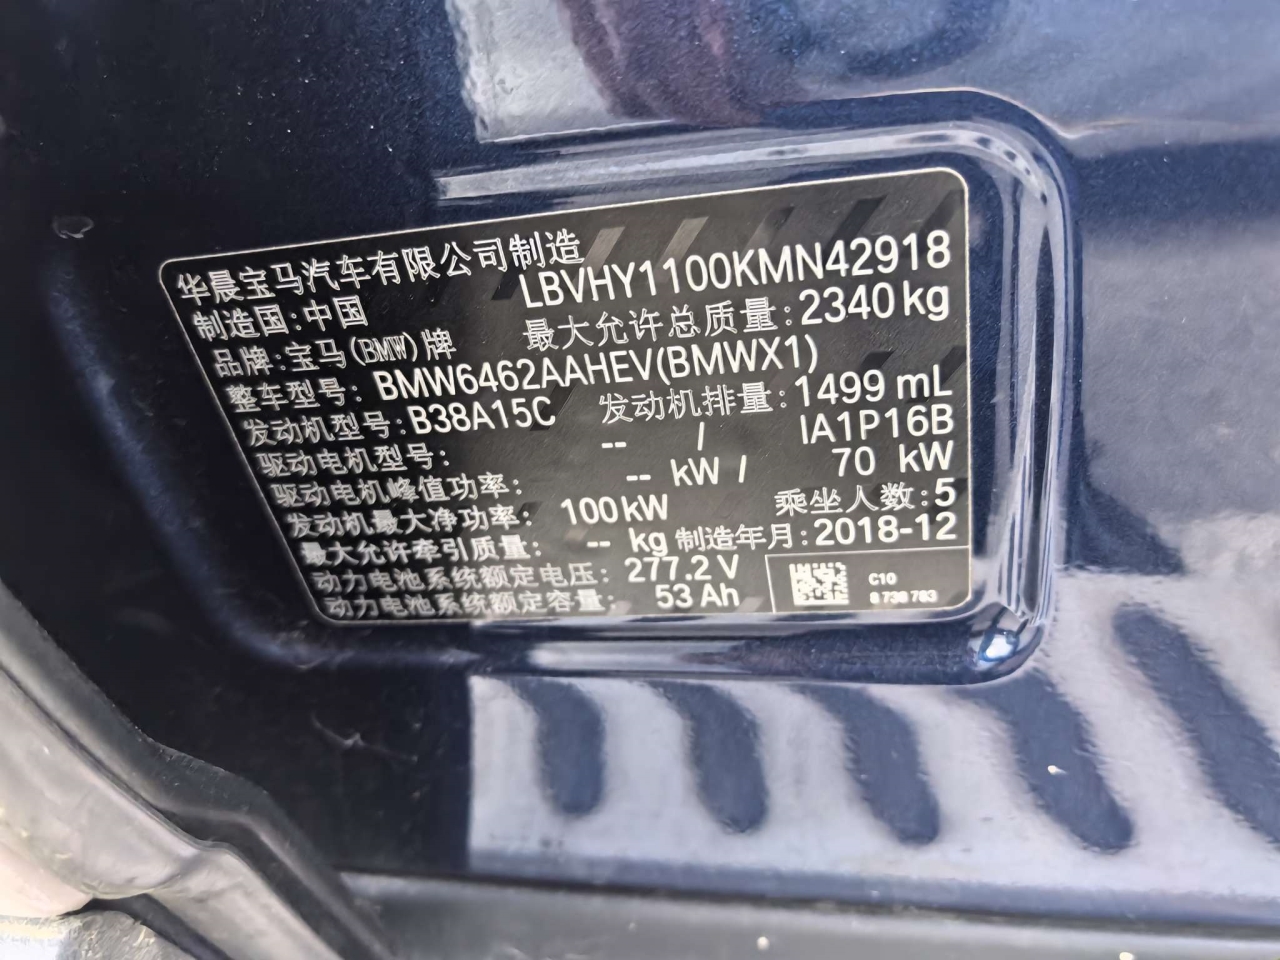 华晨宝马汽车有限公司制造
制造国:中国 LBVHY1100KMN42918
品牌:宝马(BMW)牌 最大允许总质量:2340kg
整车型号:BMW6462AAHEV(BMWX1)
发动机型号:B38A15C 发动机排量:1499 mL
驱动电机型号: -- / IA1P16B
驱动电机峰值功率: -- kW / 70 kW
发动机最大净功率: 100kW 乘坐人数:5
最大允许牵引质量: -- kg 制造年月:2018-12
动力电池系统额定电压: 277.2 V
动力电池系统额定容量: 53 Ah
C10
8 738 763